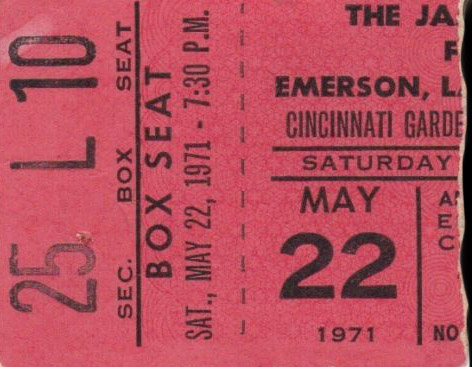 25 L 10
SEC. BOX SEAT
BOX SEAT
SAT., MAY 22, 1971 - 7:30 P.M.
THE JA
F
EMERSON, LA
CINCINNATI GARDE
SATURDAY
MAY
22
1971
A
E
C
NO